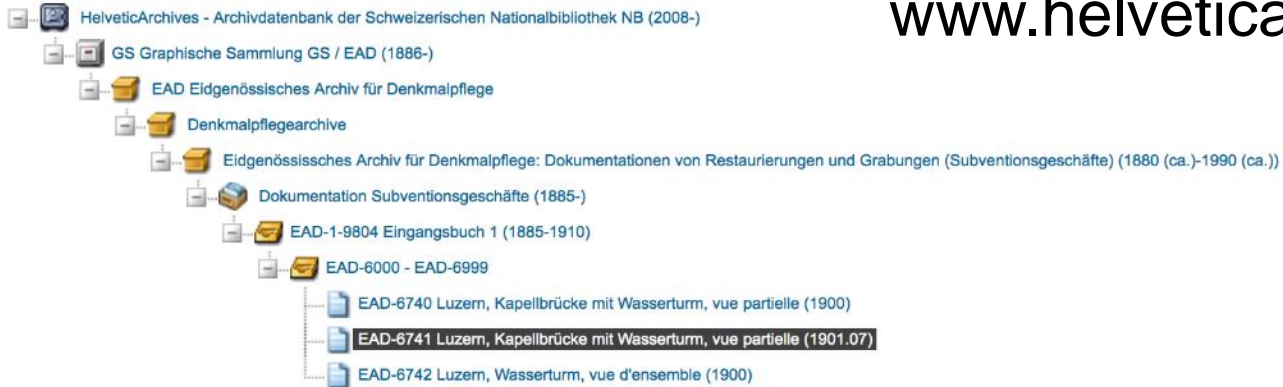 www.helvetica
HelveticArchives - Archivdatenbank der Schweizerischen Nationalbibliothek NB (2008-)
GS Graphische Sammlung GS / EAD (1886-)
EAD Eidgenössisches Archiv für Denkmalpflege
Denkmalpflegearchive
Eidgenössissches Archiv für Denkmalpflege: Dokumentationen von Restaurierungen und Grabungen (Subventionsgeschäfte) (1880 (ca.)-1990 (ca.))
Dokumentation Subventionsgeschäfte (1885-)
EAD-1-9804 Eingangsbuch 1 (1885-1910)
EAD-6000 - EAD-6999
EAD-6740 Luzern, Kapellbrücke mit Wasserturm, vue partielle (1900)
EAD-6741 Luzern, Kapellbrücke mit Wasserturm, vue partielle (1901.07)
EAD-6742 Luzern, Wasserturm, vue d'ensemble (1900)